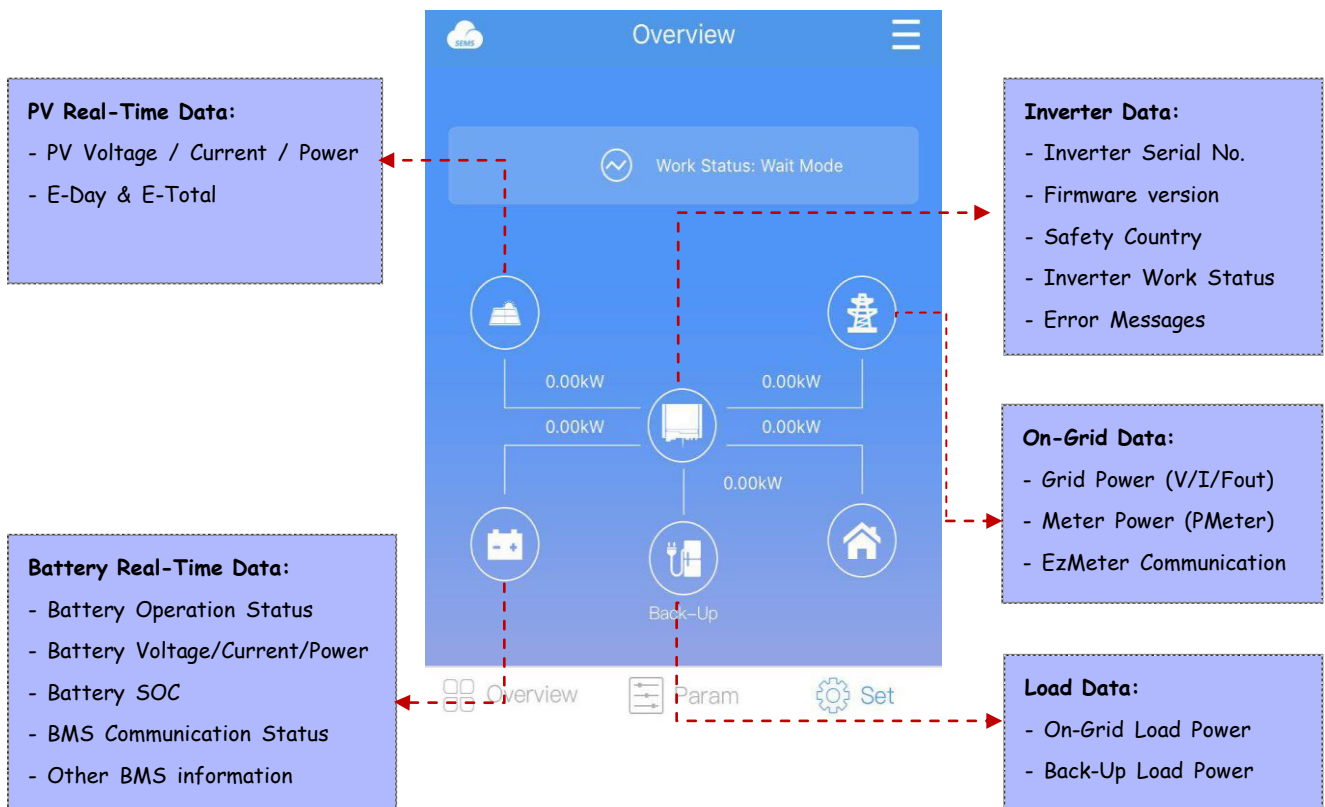 SEMS
Overview
Work Status: Wait Mode
PV Real-Time Data:
- PV Voltage / Current / Power
- E-Day & E-Total
Inverter Data:
- Inverter Serial No.
- Firmware version
- Safety Country
- Inverter Work Status
- Error Messages
0.00kW
0.00kW
0.00kW
0.00kW
0.00kW
Back-Up
On-Grid Data:
- Grid Power (V/I/Fout)
- Meter Power (PMeter)
- EzMeter Communication
Battery Real-Time Data:
- Battery Operation Status
- Battery Voltage/Current/Power
- Battery SOC
- BMS Communication Status
- Other BMS information
Overview
Param
Set
Load Data:
- On-Grid Load Power
- Back-Up Load Power